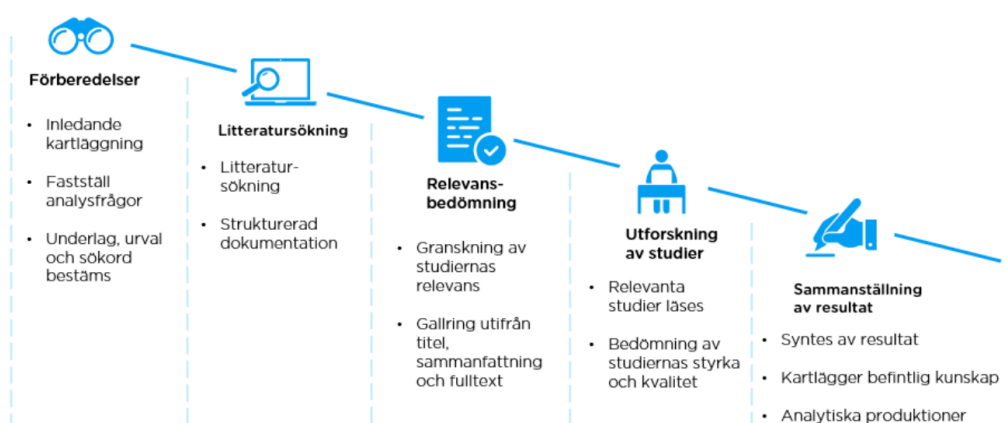 Förberedelser
• Inledande
kartläggning
• Fastställ
analysfrågor
• Underlag, urval
och sökord
bestäms
Litteratursökning
• Litteratur-
sökning
• Strukturerad
dokumentation
Relevans-
bedömning
• Granskning av
studiernas
relevans
• Gallring utifrån
titel,
sammanfattning
och fulltext
Utforskning
av studier
• Relevanta
studier läses
• Bedömning av
studiernas styrka
och kvalitet
Sammanställning
av resultat
• Syntes av resultat
• Kartlägger befintlig kunskap
• Analytiska produktioner